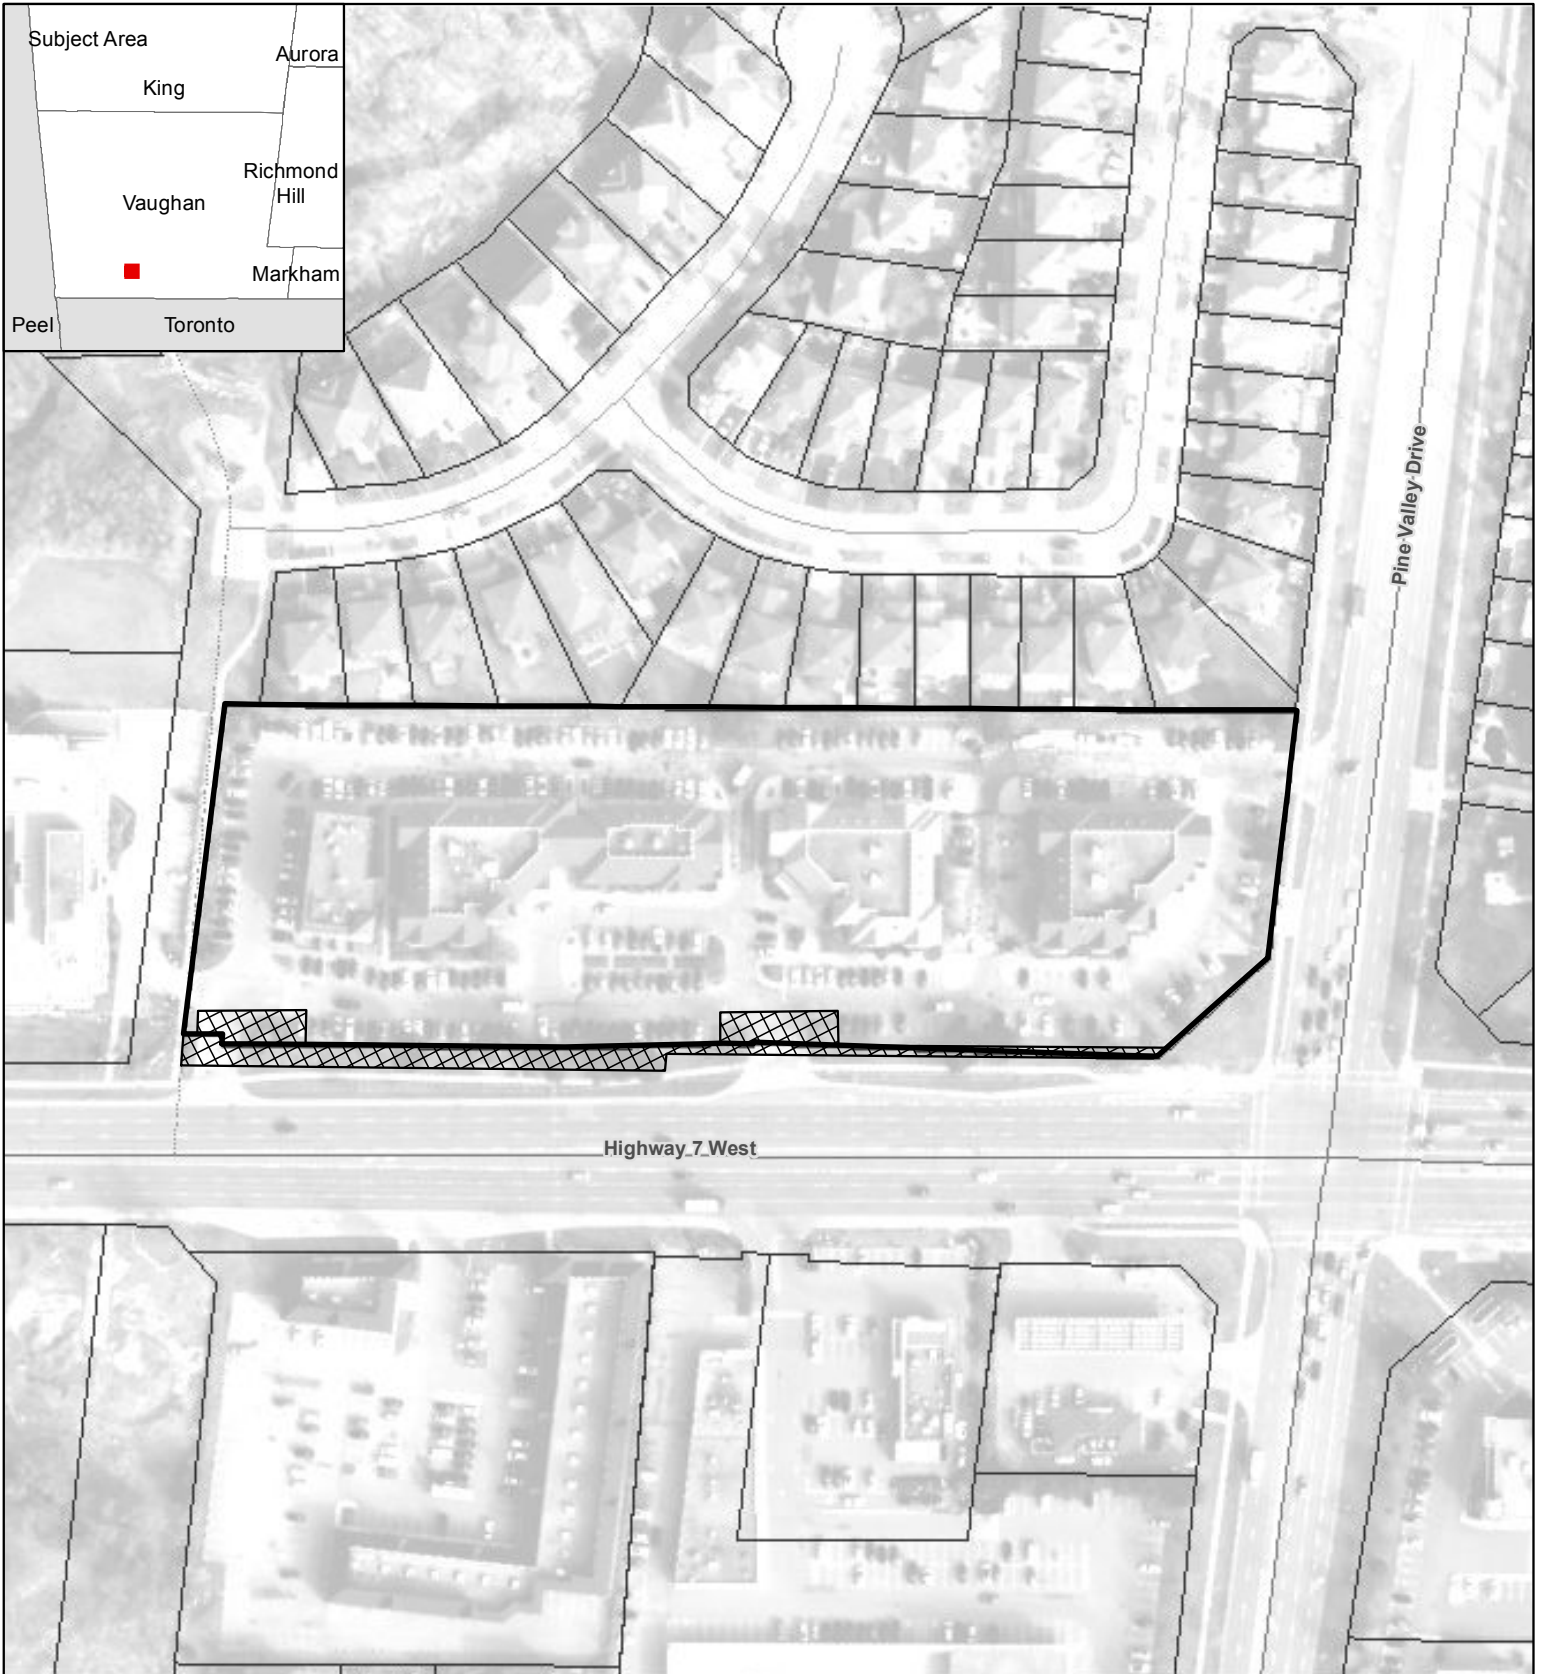 Subject Area
Aurora
King
Richmond
Hill
Vaughan
Markham
Peel
Toronto
Pine Valley Drive
Highway 7 West